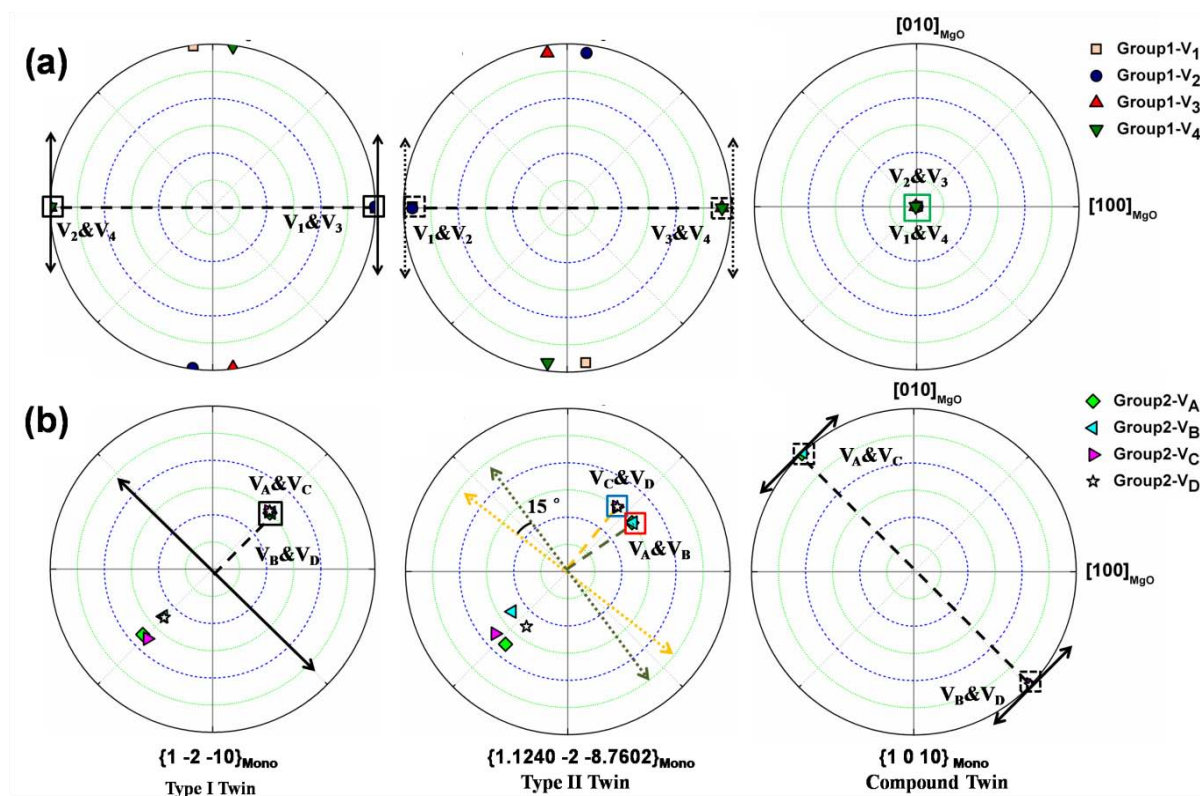 (a)
[010]MgO
Group1-V1
Group1-V2
Group1-V3
Group1-V4
V2&V4
V1&V3
V1&V2
V3&V4
V2&V3
V1&V4
[100]MgO
(b)
[010]MgO
Group2-VA
Group2-VB
Group2-VC
Group2-VD
VA&VC
VB&VD
15 °
VC&VD
VA&VB
VA&VC
VB&VD
[100]MgO
{1 -2 -10}Mono
Type I Twin
{1.1240 -2 -8.7602}Mono
Type II Twin
{1 0 10} Mono
Compound Twin